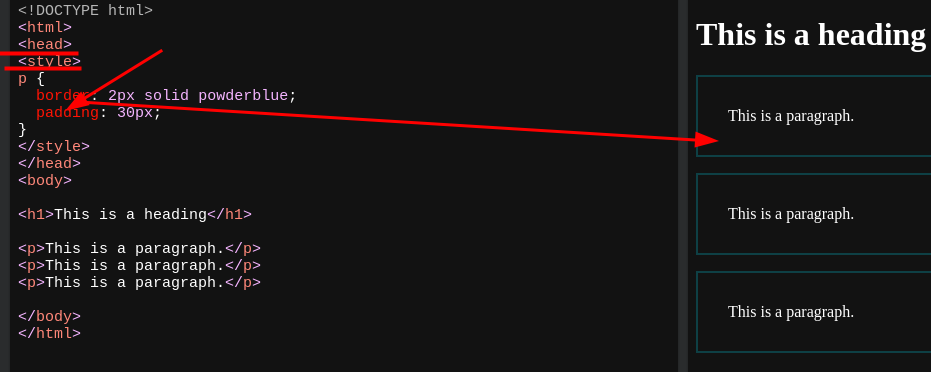 <!DOCTYPE html>
<html>
<head>
<style>
p {
  border: 2px solid powderblue;
  padding: 30px;
}
</style>
</head>
<body>

<h1>This is a heading</h1>

<p>This is a paragraph.</p>
<p>This is a paragraph.</p>
<p>This is a paragraph.</p>

</body>
</html>
This is a heading
This is a paragraph.
This is a paragraph.
This is a paragraph.